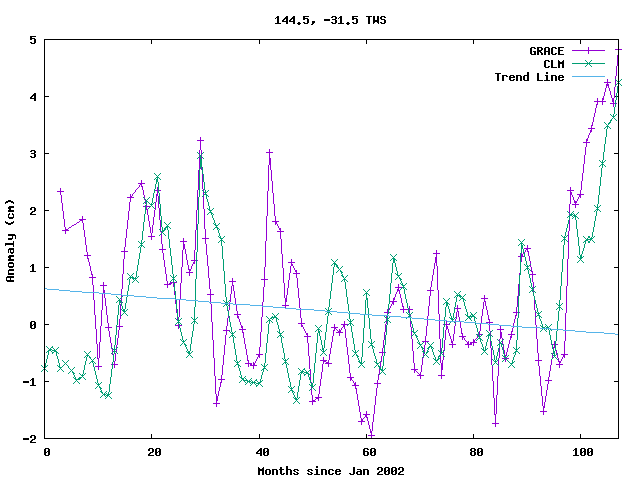 144.5, -31.5 TWS
GRACE
CLM
Trend Line
5
4
3
2
1
0
-1
-2
Anomaly (cm)
0 20 40 60 80 100
Months since Jan 2002